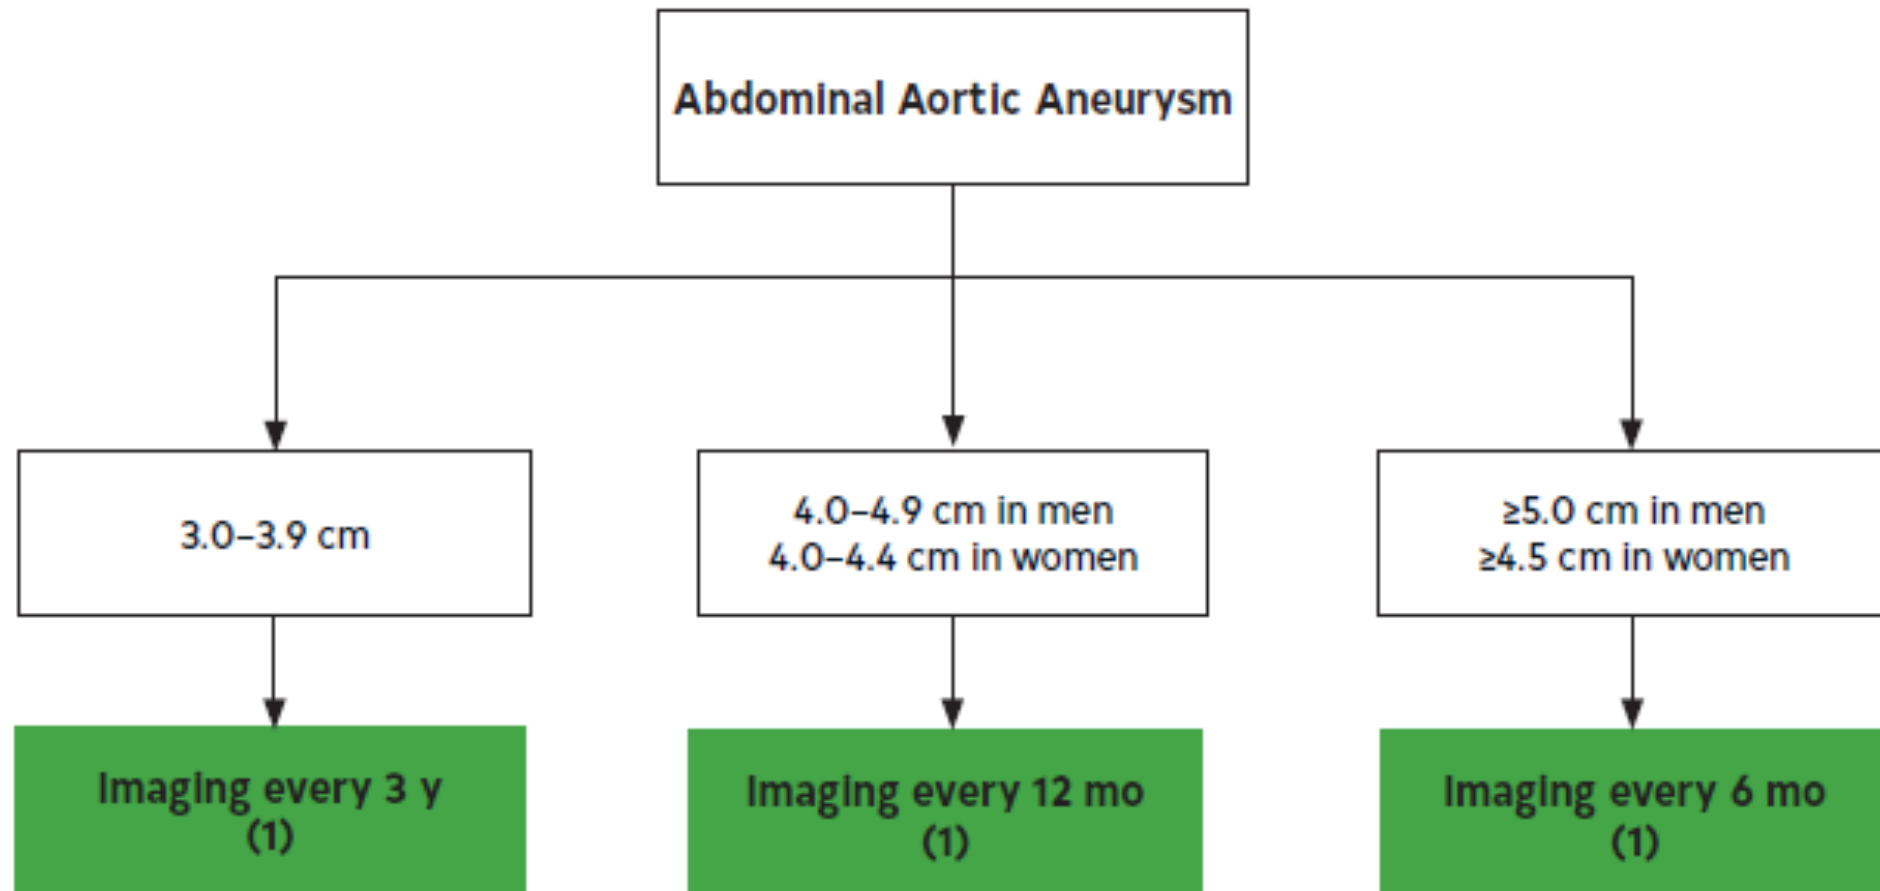 Abdominal Aortic Aneurysm
3.0–3.9 cm
4.0–4.9 cm in men
4.0–4.4 cm in women
≥5.0 cm in men
≥4.5 cm in women
Imaging every 3 y
(1)
Imaging every 12 mo
(1)
Imaging every 6 mo
(1)